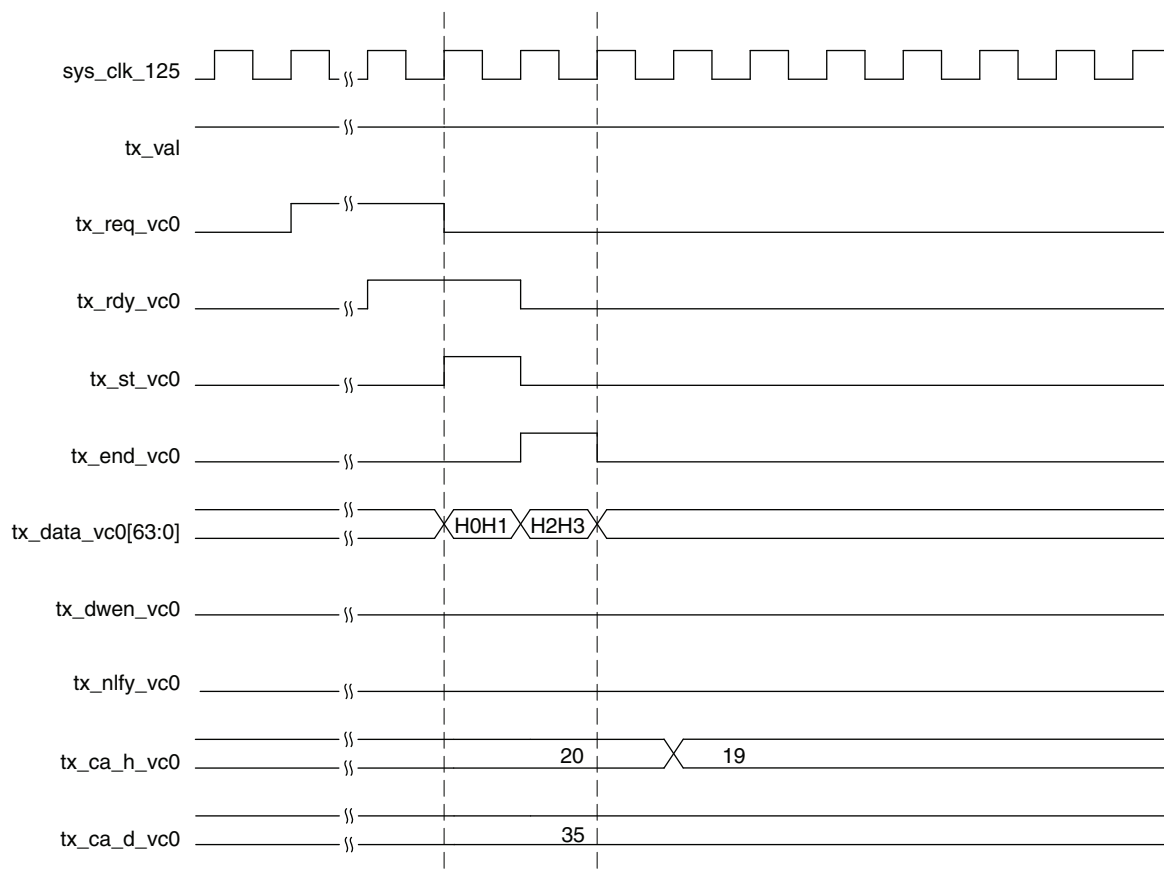 sys_clk_125
tx_val
tx_req_vc0
tx_rdy_vc0
tx_st_vc0
tx_end_vc0
tx_data_vc0[63:0] H0H1 H2H3
tx_dwen_vc0
tx_nlfy_vc0
tx_ca_h_vc0 20 19
tx_ca_d_vc0 35